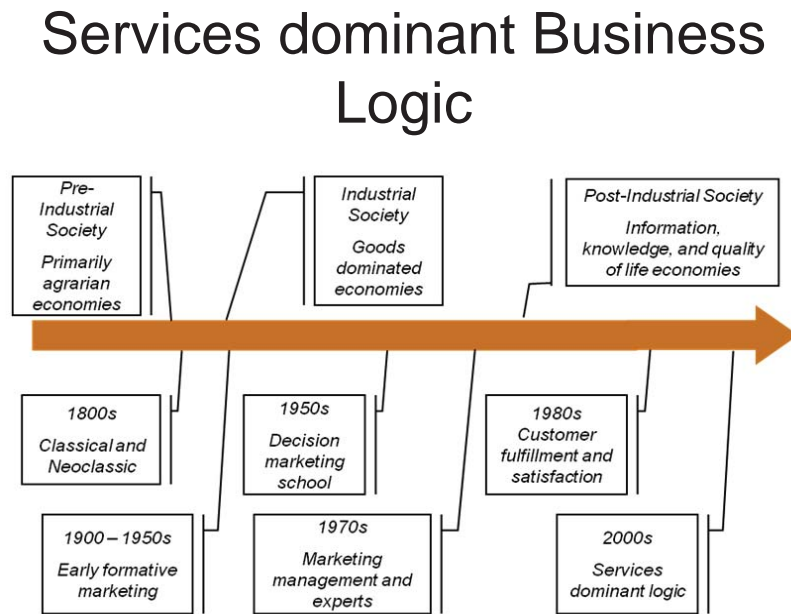 Services dominant Business
Logic
Pre-
Industrial
Society
Primarily
agrarian
economies
Industrial
Society
Goods
dominated
economies
Post-Industrial Society
Information,
knowledge, and quality
of life economies
1800s
Classical and
Neoclassic
1950s
Decision
marketing
school
1980s
Customer
fulfillment and
satisfaction
1900 – 1950s
Early formative
marketing
1970s
Marketing
management and
experts
2000s
Services
dominant logic